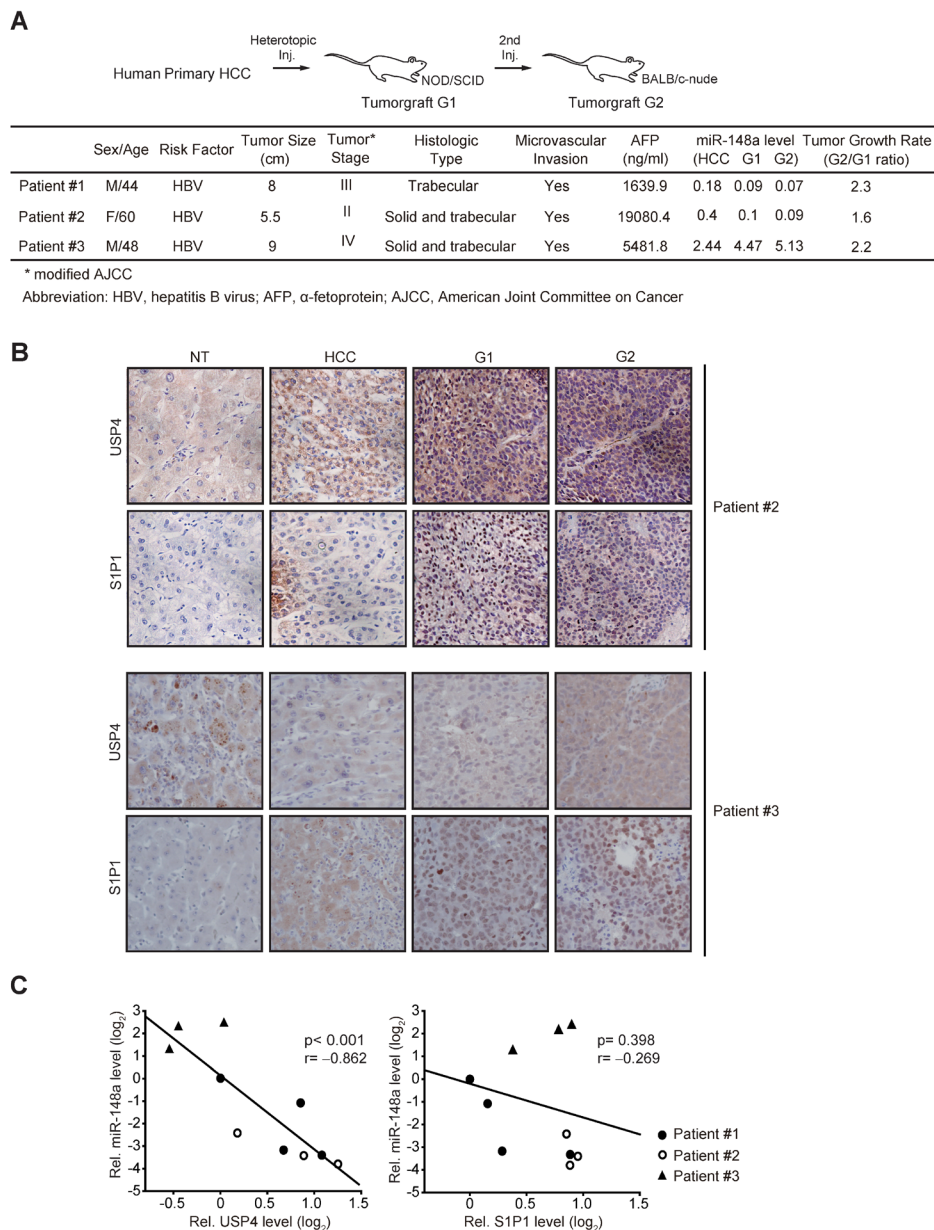 A
Heterotopic 2nd
Inj. Inj.
Human Primary HCC NOD/SCID BALB/c-nude
Tumorgraft G1 Tumorgraft G2
Sex/Age Risk Factor Tumor Size (cm) Tumor* Stage Histologic Type Microvascular Invasion AFP (ng/ml) miR-148a level (HCC G1 G2) Tumor Growth Rate (G2/G1 ratio)
Patient #1 M/44 HBV 8 III Trabecular Yes 1639.9 0.18 0.09 0.07 2.3
Patient #2 F/60 HBV 5.5 II Solid and trabecular Yes 19080.4 0.4 0.1 0.09 1.6
Patient #3 M/48 HBV 9 IV Solid and trabecular Yes 5481.8 2.44 4.47 5.13 2.2
* modified AJCC
Abbreviation: HBV, hepatitis B virus; AFP, α-fetoprotein; AJCC, American Joint Committee on Cancer
B
NT HCC G1 G2
USP4
S1P1
Patient #2
USP4
S1P1
Patient #3
C
Rel. miR-148a level (log2)
3
2
1
0
-1
-2
-3
-4
-5
p< 0.001
r= −0.862
-0.5 0 0.5 1.0 1.5
Rel. USP4 level (log2)
Rel. miR-148a level (log2)
3
2
1
0
-1
-2
-3
-4
-5
p= 0.398
r= −0.269
0 0.5 1.0 1.5
Rel. S1P1 level (log2)
Patient #1
Patient #2
Patient #3